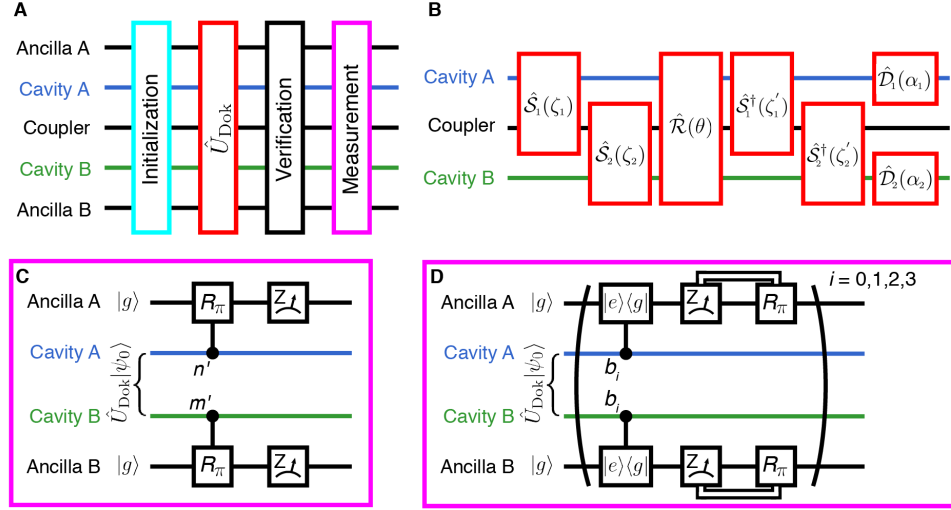 A
Ancilla A
Cavity A
Coupler
Cavity B
Ancilla B
Initialization
Û_Dok
Verification
Measurement
B
Cavity A
Coupler
Cavity B
Ŝ₁(ζ₁)
Ŝ₂(ζ₂)
R̂(θ)
Ŝ₁†(ζ₁′)
Ŝ₂†(ζ₂′)
D̂₁(α₁)
D̂₂(α₂)
C
Ancilla A |g⟩ R_π Z
Cavity A
n'
Û_Dok|ψ₀⟩
m'
Cavity B
Ancilla B |g⟩ R_π Z
D
i = 0,1,2,3
Ancilla A |g⟩ |e⟩⟨g| Z R_π
Cavity A
b_i
Û_Dok|ψ₀⟩
b_i
Cavity B
Ancilla B |g⟩ |e⟩⟨g| Z R_π